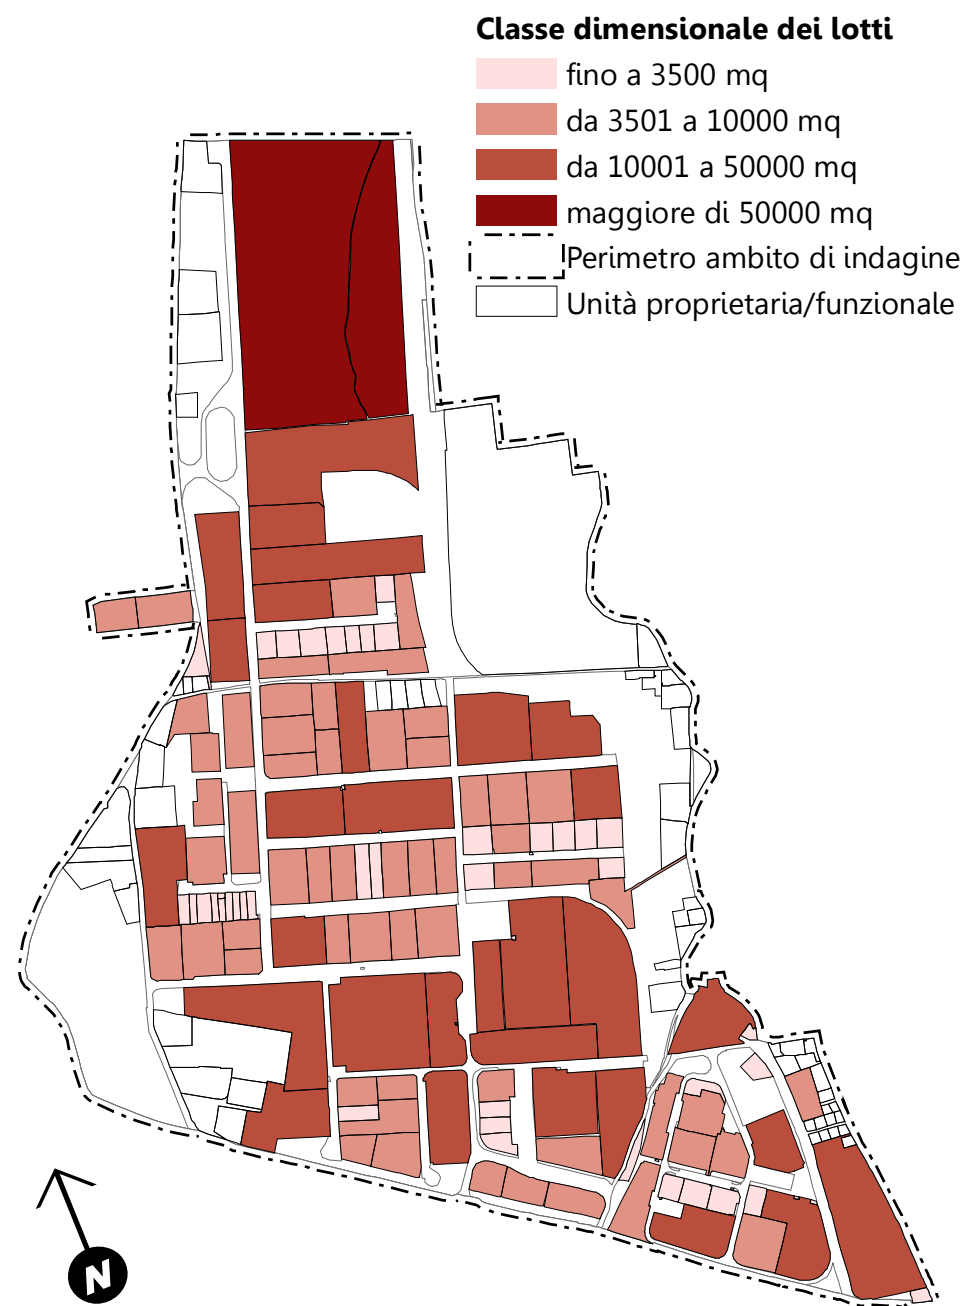 Classe dimensionale dei lotti
fino a 3500 mq
da 3501 a 10000 mq
da 10001 a 50000 mq
maggiore di 50000 mq
Perimetro ambito di indagine
Unità proprietaria/funzionale
N